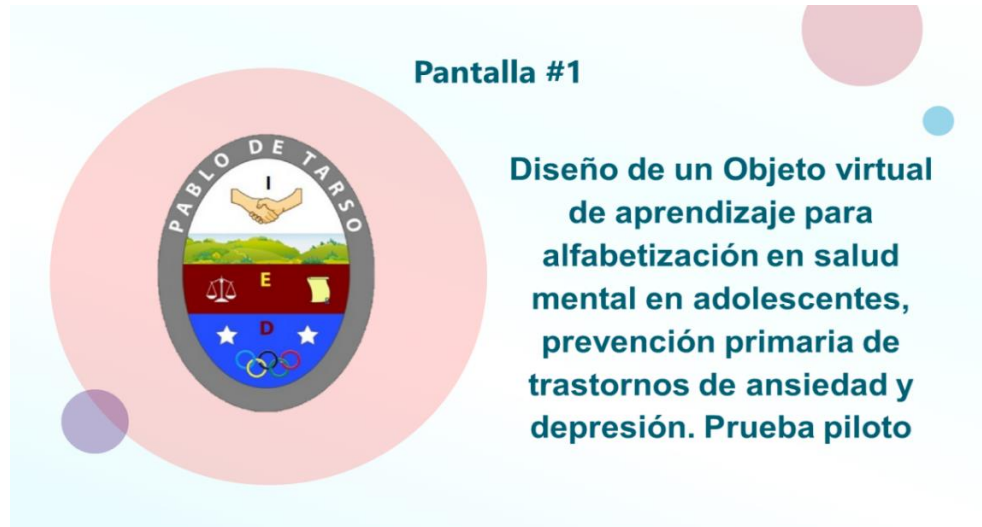 Pantalla #1
PABLO DE TARSO
I
E
D
Diseño de un Objeto virtual
de aprendizaje para
alfabetización en salud
mental en adolescentes,
prevención primaria de
trastornos de ansiedad y
depresión. Prueba piloto